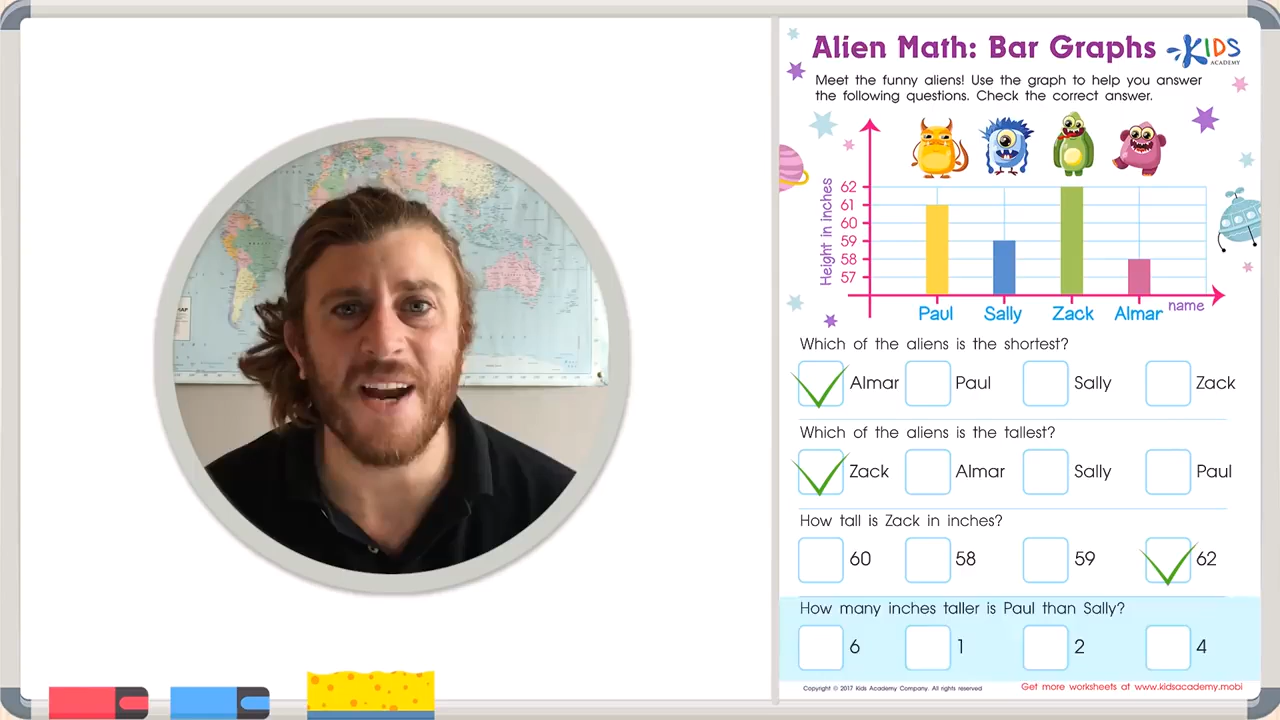 Alien Math: Bar Graphs
KIDS
ACADEMY
Meet the funny aliens! Use the graph to help you answer
the following questions. Check the correct answer.
Height in inches
62
61
60
59
58
57
Paul Sally Zack Almar name
Which of the aliens is the shortest?
Almar Paul Sally Zack
Which of the aliens is the tallest?
Zack Almar Sally Paul
How tall is Zack in inches?
60 58 59 62
How many inches taller is Paul than Sally?
6 1 2 4
Copyright © 2017 Kids Academy Company. All rights reserved
Get more worksheets at www.kidsacademy.mobi